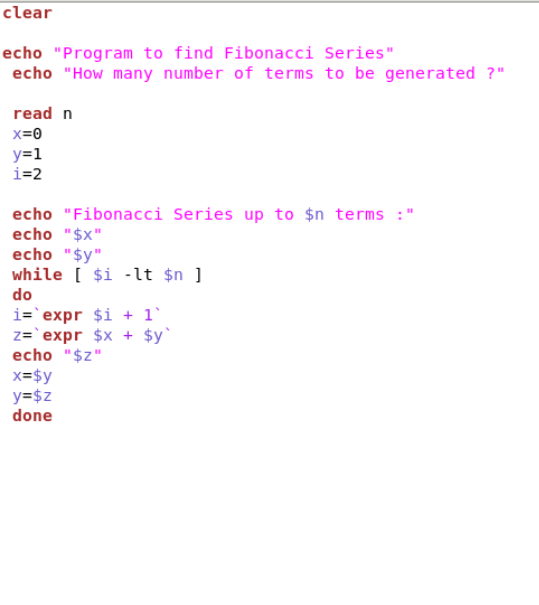 clear
echo "Program to find Fibonacci Series"
echo "How many number of terms to be generated ?"
read n
x=0
y=1
i=2
echo "Fibonacci Series up to $n terms :"
echo "$x"
echo "$y"
while [ $i -lt $n ]
do
i=`expr $i + 1`
z=`expr $x + $y`
echo "$z"
x=$y
y=$z
done